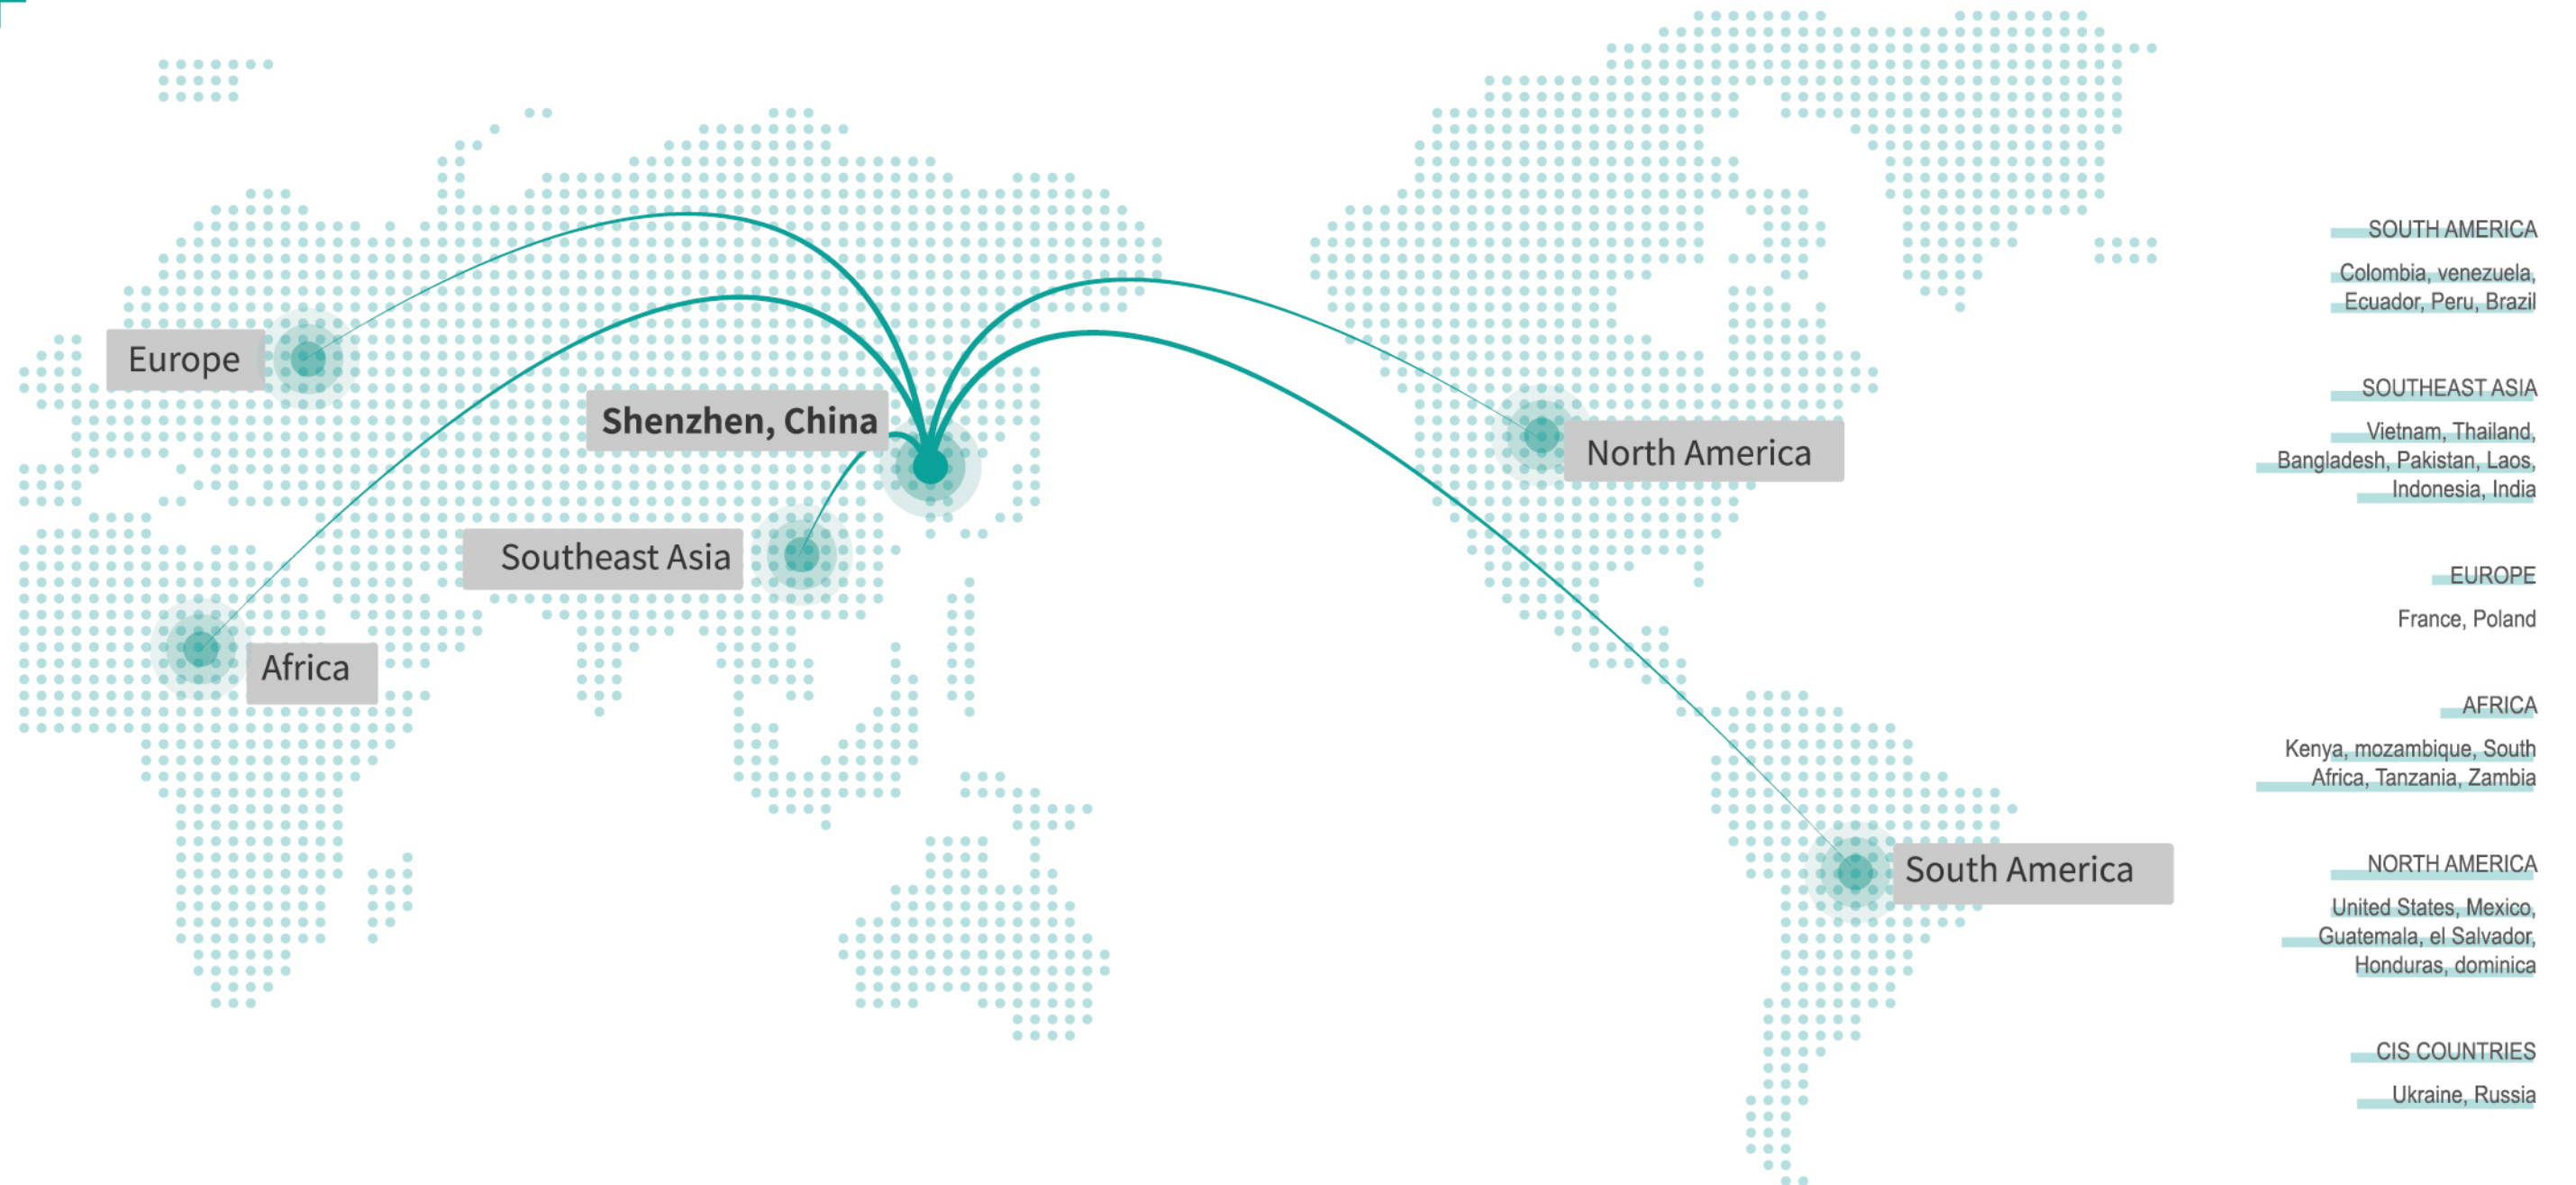 Europe
Shenzhen, China
North America
Southeast Asia
Africa
South America
SOUTH AMERICA
Colombia, venezuela,
Ecuador, Peru, Brazil
SOUTHEAST ASIA
Vietnam, Thailand,
Bangladesh, Pakistan, Laos,
Indonesia, India
EUROPE
France, Poland
AFRICA
Kenya, mozambique, South
Africa, Tanzania, Zambia
NORTH AMERICA
United States, Mexico,
Guatemala, el Salvador,
Honduras, dominica
CIS COUNTRIES
Ukraine, Russia